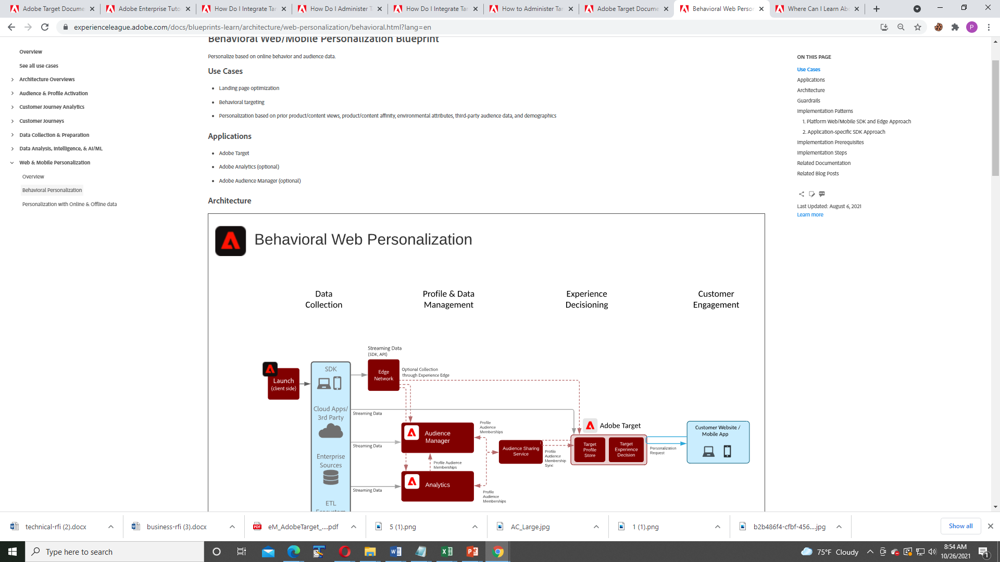 Adobe Target Docume
Adobe Enterprise Tuto
How Do I Integrate Tar
How Do I Administer T
How Do I Integrate Tar
How to Administer Tar
Adobe Target Docume
Behavioral Web Person
Where Can I Learn Abo
experienceleague.adobe.com/docs/blueprints-learn/architecture/web-personalization/behavioral.html?lang=en
P
Overview
See all use cases
Architecture Overviews
Audience & Profile Activation
Customer Journey Analytics
Customer Journeys
Data Collection & Preparation
Data Analysis, Intelligence, & AI/ML
Web & Mobile Personalization
Overview
Behavioral Personalization
Personalization with Online & Offline data
Behavioral Web/Mobile Personalization Blueprint
Personalize based on online behavior and audience data.
Use Cases
Landing page optimization
Behavioral targeting
Personalization based on prior product/content views, product/content affinity, environmental attributes, third-party audience data, and demographics
Applications
Adobe Target
Adobe Analytics (optional)
Adobe Audience Manager (optional)
Architecture
Behavioral Web Personalization
Data
Collection
Profile & Data
Management
Experience
Decisioning
Customer
Engagement
Streaming Data
(SDK, API)
Launch
(client side)
SDK
Edge
Network
Optional Collection
through Experience Edge
Cloud Apps/
3rd Party
Streaming Data
Audience
Manager
Profile
Audience
Memberships
Adobe Target
Customer Website /
Mobile App
Streaming Data
Audience Sharing
Service
Profile
Audience
Membership
Sync
Target
Profile
Store
Target
Experience
Decision
Personalization
Request
Enterprise
Sources
Profile Audience
Memberships
Streaming Data
Analytics
Profile
Audience
Memberships
ETL
Ecosystem
ON THIS PAGE
Use Cases
Applications
Architecture
Guardrails
Implementation Patterns
1. Platform Web/Mobile SDK and Edge Approach
2. Application-specific SDK Approach
Implementation Prerequisites
Implementation Steps
Related Documentation
Related Blog Posts
Last Updated: August 6, 2021
Learn more
technical-rfi (2).docx
business-rfi (3).docx
PDF
eM_AdobeTarget_....pdf
5 (1).png
AC_Large.jpg
1 (1).png
b2b486f4-cfbf-456....jpg
Show all
Type here to search
75°F Cloudy
8:54 AM
10/26/2021
1